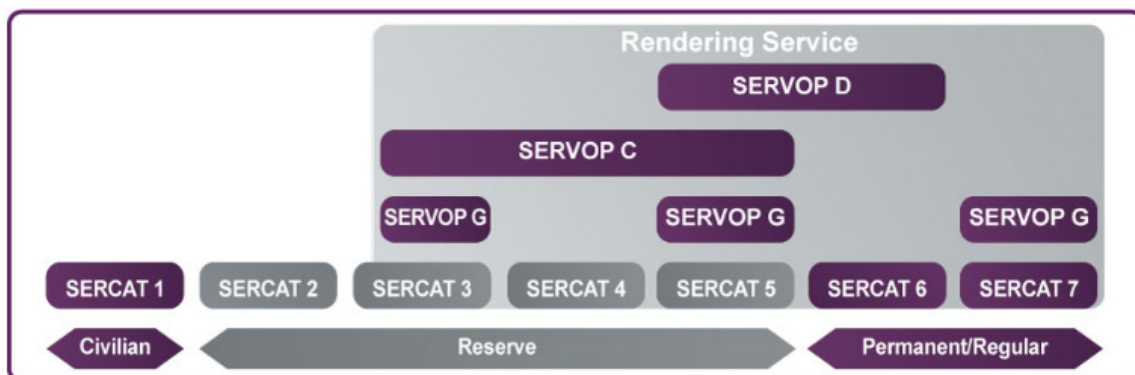 Rendering Service
SERVOP D
SERVOP C
SERVOP G SERVOP G SERVOP G
SERCAT 1 SERCAT 2 SERCAT 3 SERCAT 4 SERCAT 5 SERCAT 6 SERCAT 7
Civilian Reserve Permanent/Regular